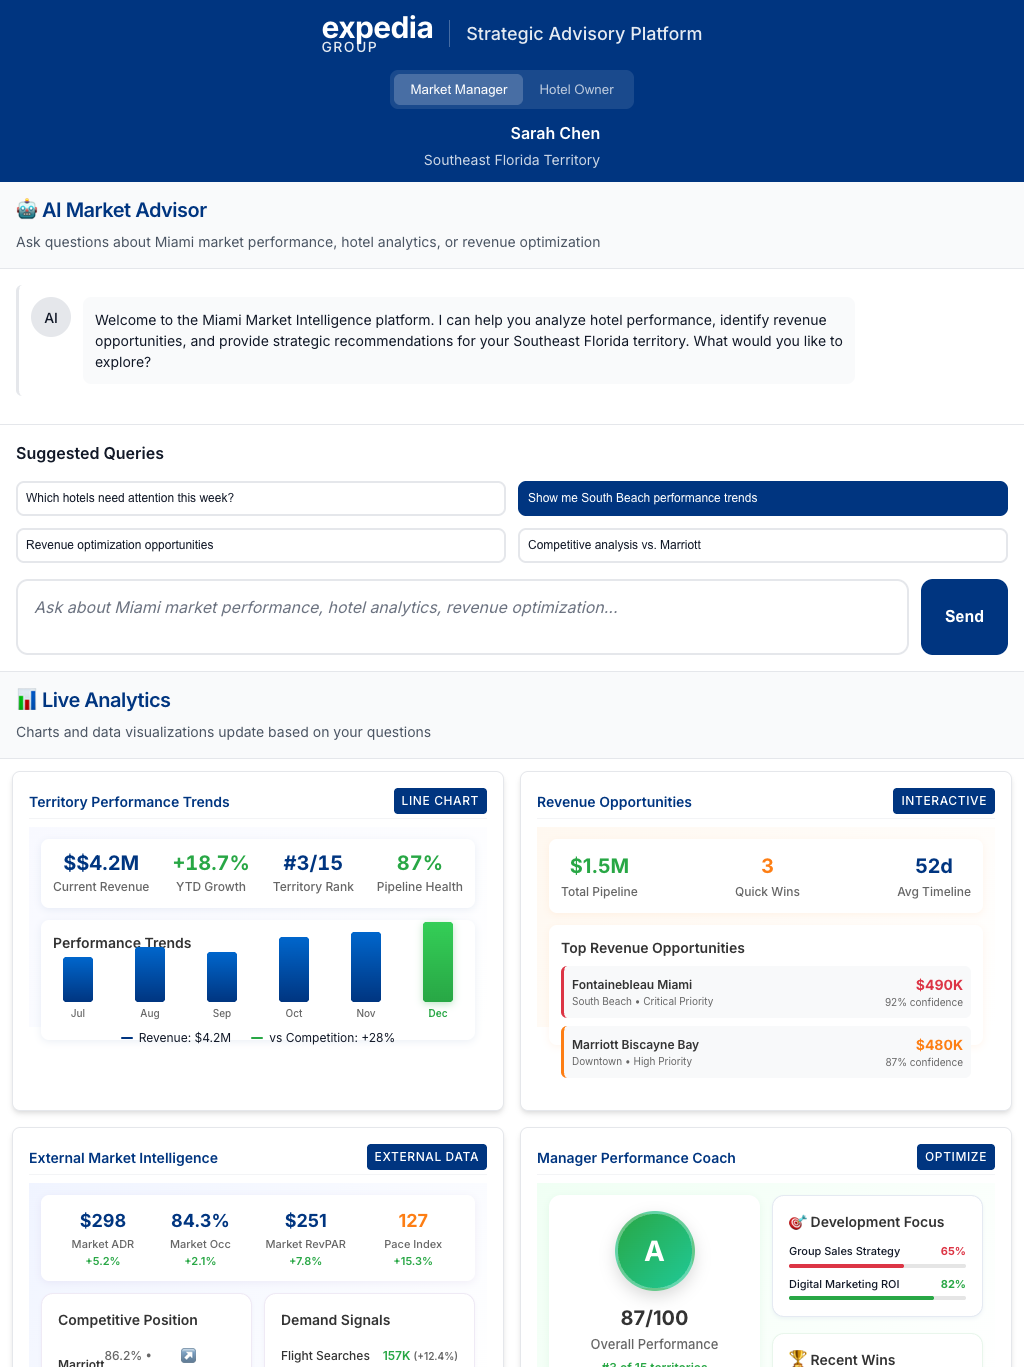 expedia
GROUP
Strategic Advisory Platform
Market Manager
Hotel Owner
Sarah Chen
Southeast Florida Territory
AI Market Advisor
Ask questions about Miami market performance, hotel analytics, or revenue optimization
AI
Welcome to the Miami Market Intelligence platform. I can help you analyze hotel performance, identify revenue
opportunities, and provide strategic recommendations for your Southeast Florida territory. What would you like to
explore?
Suggested Queries
Which hotels need attention this week?
Show me South Beach performance trends
Revenue optimization opportunities
Competitive analysis vs. Marriott
Ask about Miami market performance, hotel analytics, revenue optimization...
Send
Live Analytics
Charts and data visualizations update based on your questions
Territory Performance Trends
LINE CHART
$$4.2M
+18.7%
#3/15
87%
Current Revenue
YTD Growth
Territory Rank
Pipeline Health
Performance Trends
Jul
Aug
Sep
Oct
Nov
Dec
Revenue: $4.2M
vs Competition: +28%
Revenue Opportunities
INTERACTIVE
$1.5M
3
52d
Total Pipeline
Quick Wins
Avg Timeline
Top Revenue Opportunities
Fontainebleau Miami
$490K
South Beach • Critical Priority
92% confidence
Marriott Biscayne Bay
$480K
Downtown • High Priority
87% confidence
External Market Intelligence
EXTERNAL DATA
$298
84.3%
$251
127
Market ADR
Market Occ
Market RevPAR
Pace Index
+5.2%
+2.1%
+7.8%
+15.3%
Competitive Position
86.2% •
Marriott
Demand Signals
Flight Searches
157K (+12.4%)
Manager Performance Coach
OPTIMIZE
A
87/100
Overall Performance
#3 of 15 territories
Development Focus
Group Sales Strategy
65%
Digital Marketing ROI
82%
Recent Wins